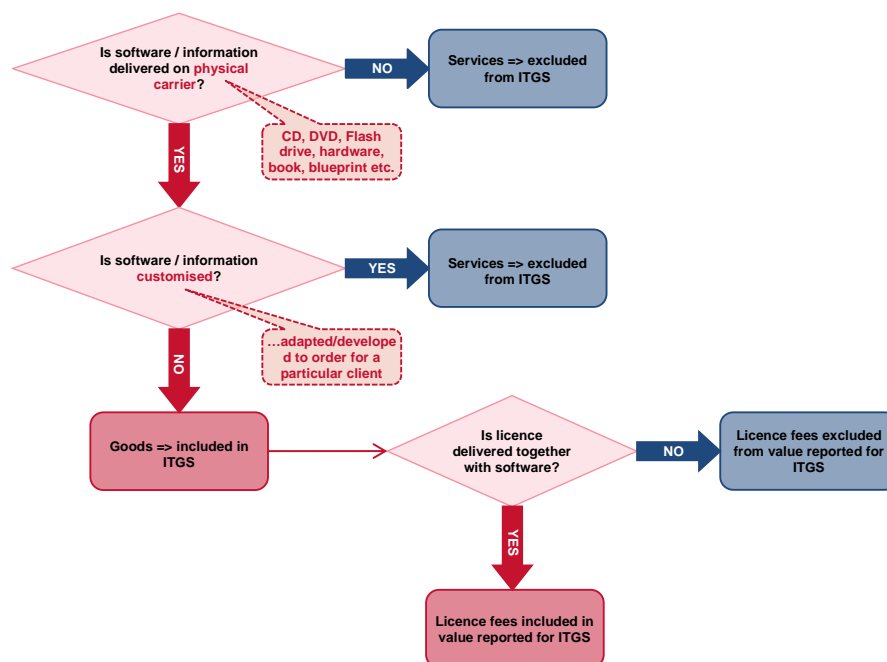 Is software / information
delivered on physical
carrier?
NO
Services => excluded
from ITGS
CD, DVD, Flash
drive, hardware,
book, blueprint etc.
YES
Is software / information
customised?
YES
Services => excluded
from ITGS
…adapted/develope
d to order for a
particular client
NO
Goods => included in
ITGS
Is licence
delivered together
with software?
NO
Licence fees excluded
from value reported for
ITGS
YES
Licence fees included in
value reported for ITGS